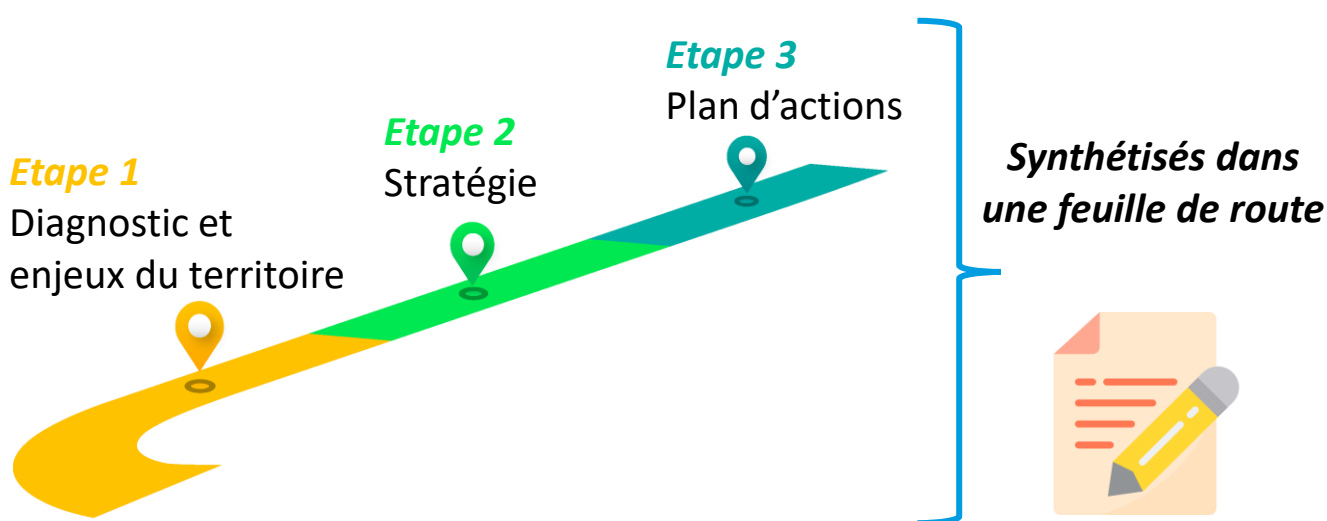 Etape 1
Diagnostic et
enjeux du territoire
Etape 2
Stratégie
Etape 3
Plan d’actions
Synthétisés dans
une feuille de route